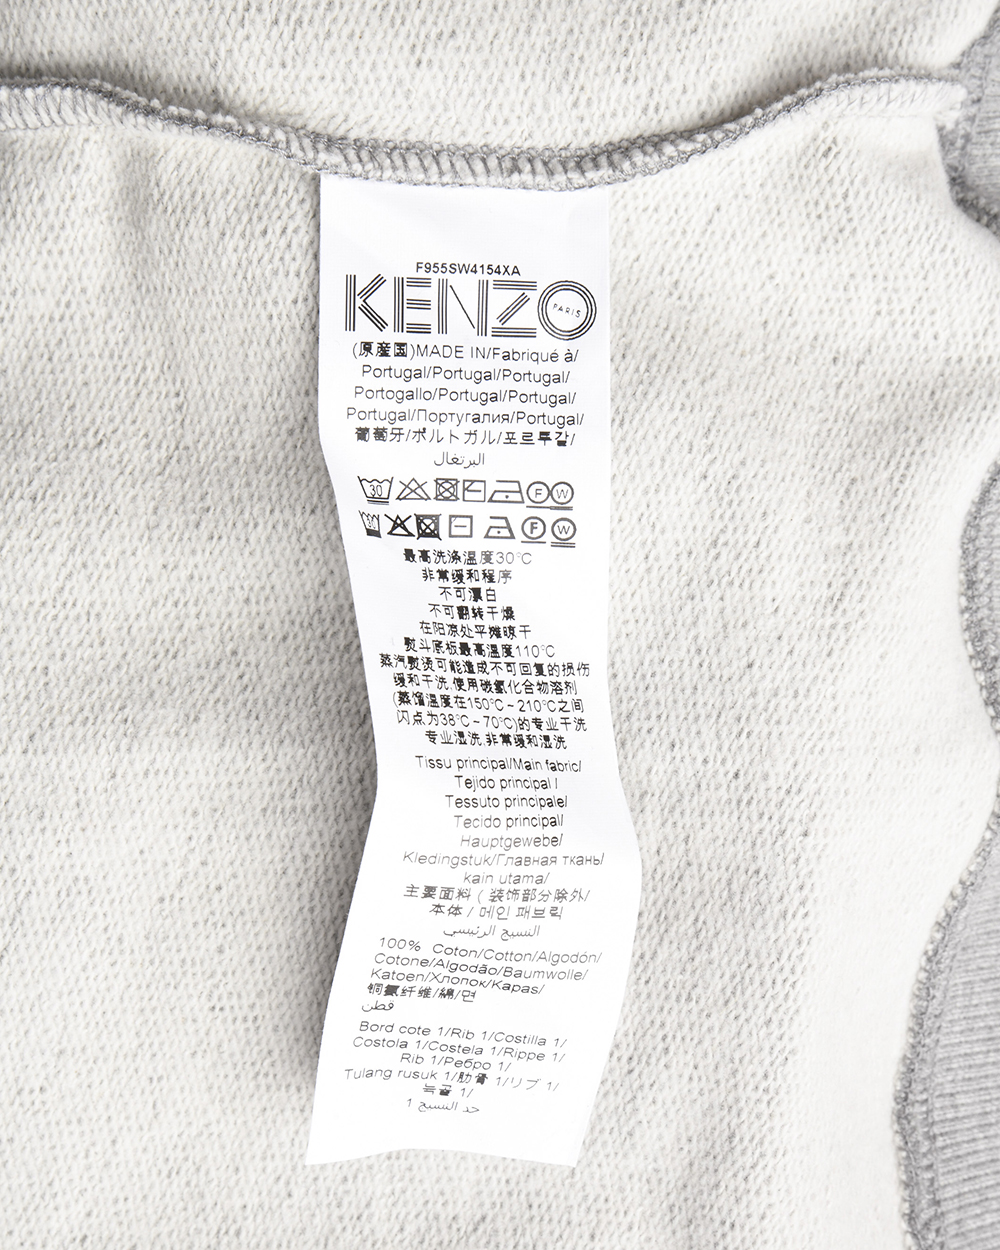 F955SW4154XA
KENZO PARIS
(原産国)MADE IN/Fabriqué à/
Portugal/Portugal/Portugal/
Portogallo/Portugal/Portugal/
Portugal/Португалия/Portugal/
葡萄牙/ポルトガル/포르투갈/
البرتغال
30 F W
30 F W
最高洗涤温度30°C
非常缓和程序
不可漂白
不可翻转干燥
在阳凉处平摊晾干
熨斗底板最高温度110°C
蒸汽熨烫可能造成不可回复的损伤
缓和干洗,使用碳氢化合物溶剂
(蒸馏温度在150°C~210°C之间
闪点为38°C~70°C)的专业干洗
专业湿洗,非常缓和湿洗
Tissu principal/Main fabric/
Tejido principal /
Tessuto principale/
Tecido principal/
Hauptgewebe/
Kledingstuk/Главная ткань/
kain utama/
主要面料 ( 装饰部分除外/
本体 / 메인 패브릭
النسيج الرئيسي
100% Coton/Cotton/Algodón/
Cotone/Algodão/Baumwolle/
Katoen/Хлопок/Kapas/
铜氨纤维/綿/면
قطن
Bord cote 1/Rib 1/Costilla 1/
Costola 1/Costela 1/Rippe 1/
Rib 1/Ребро 1/
Tulang rusuk 1/肋骨 1/リブ 1/
늑골 1/
حد النسيج 1